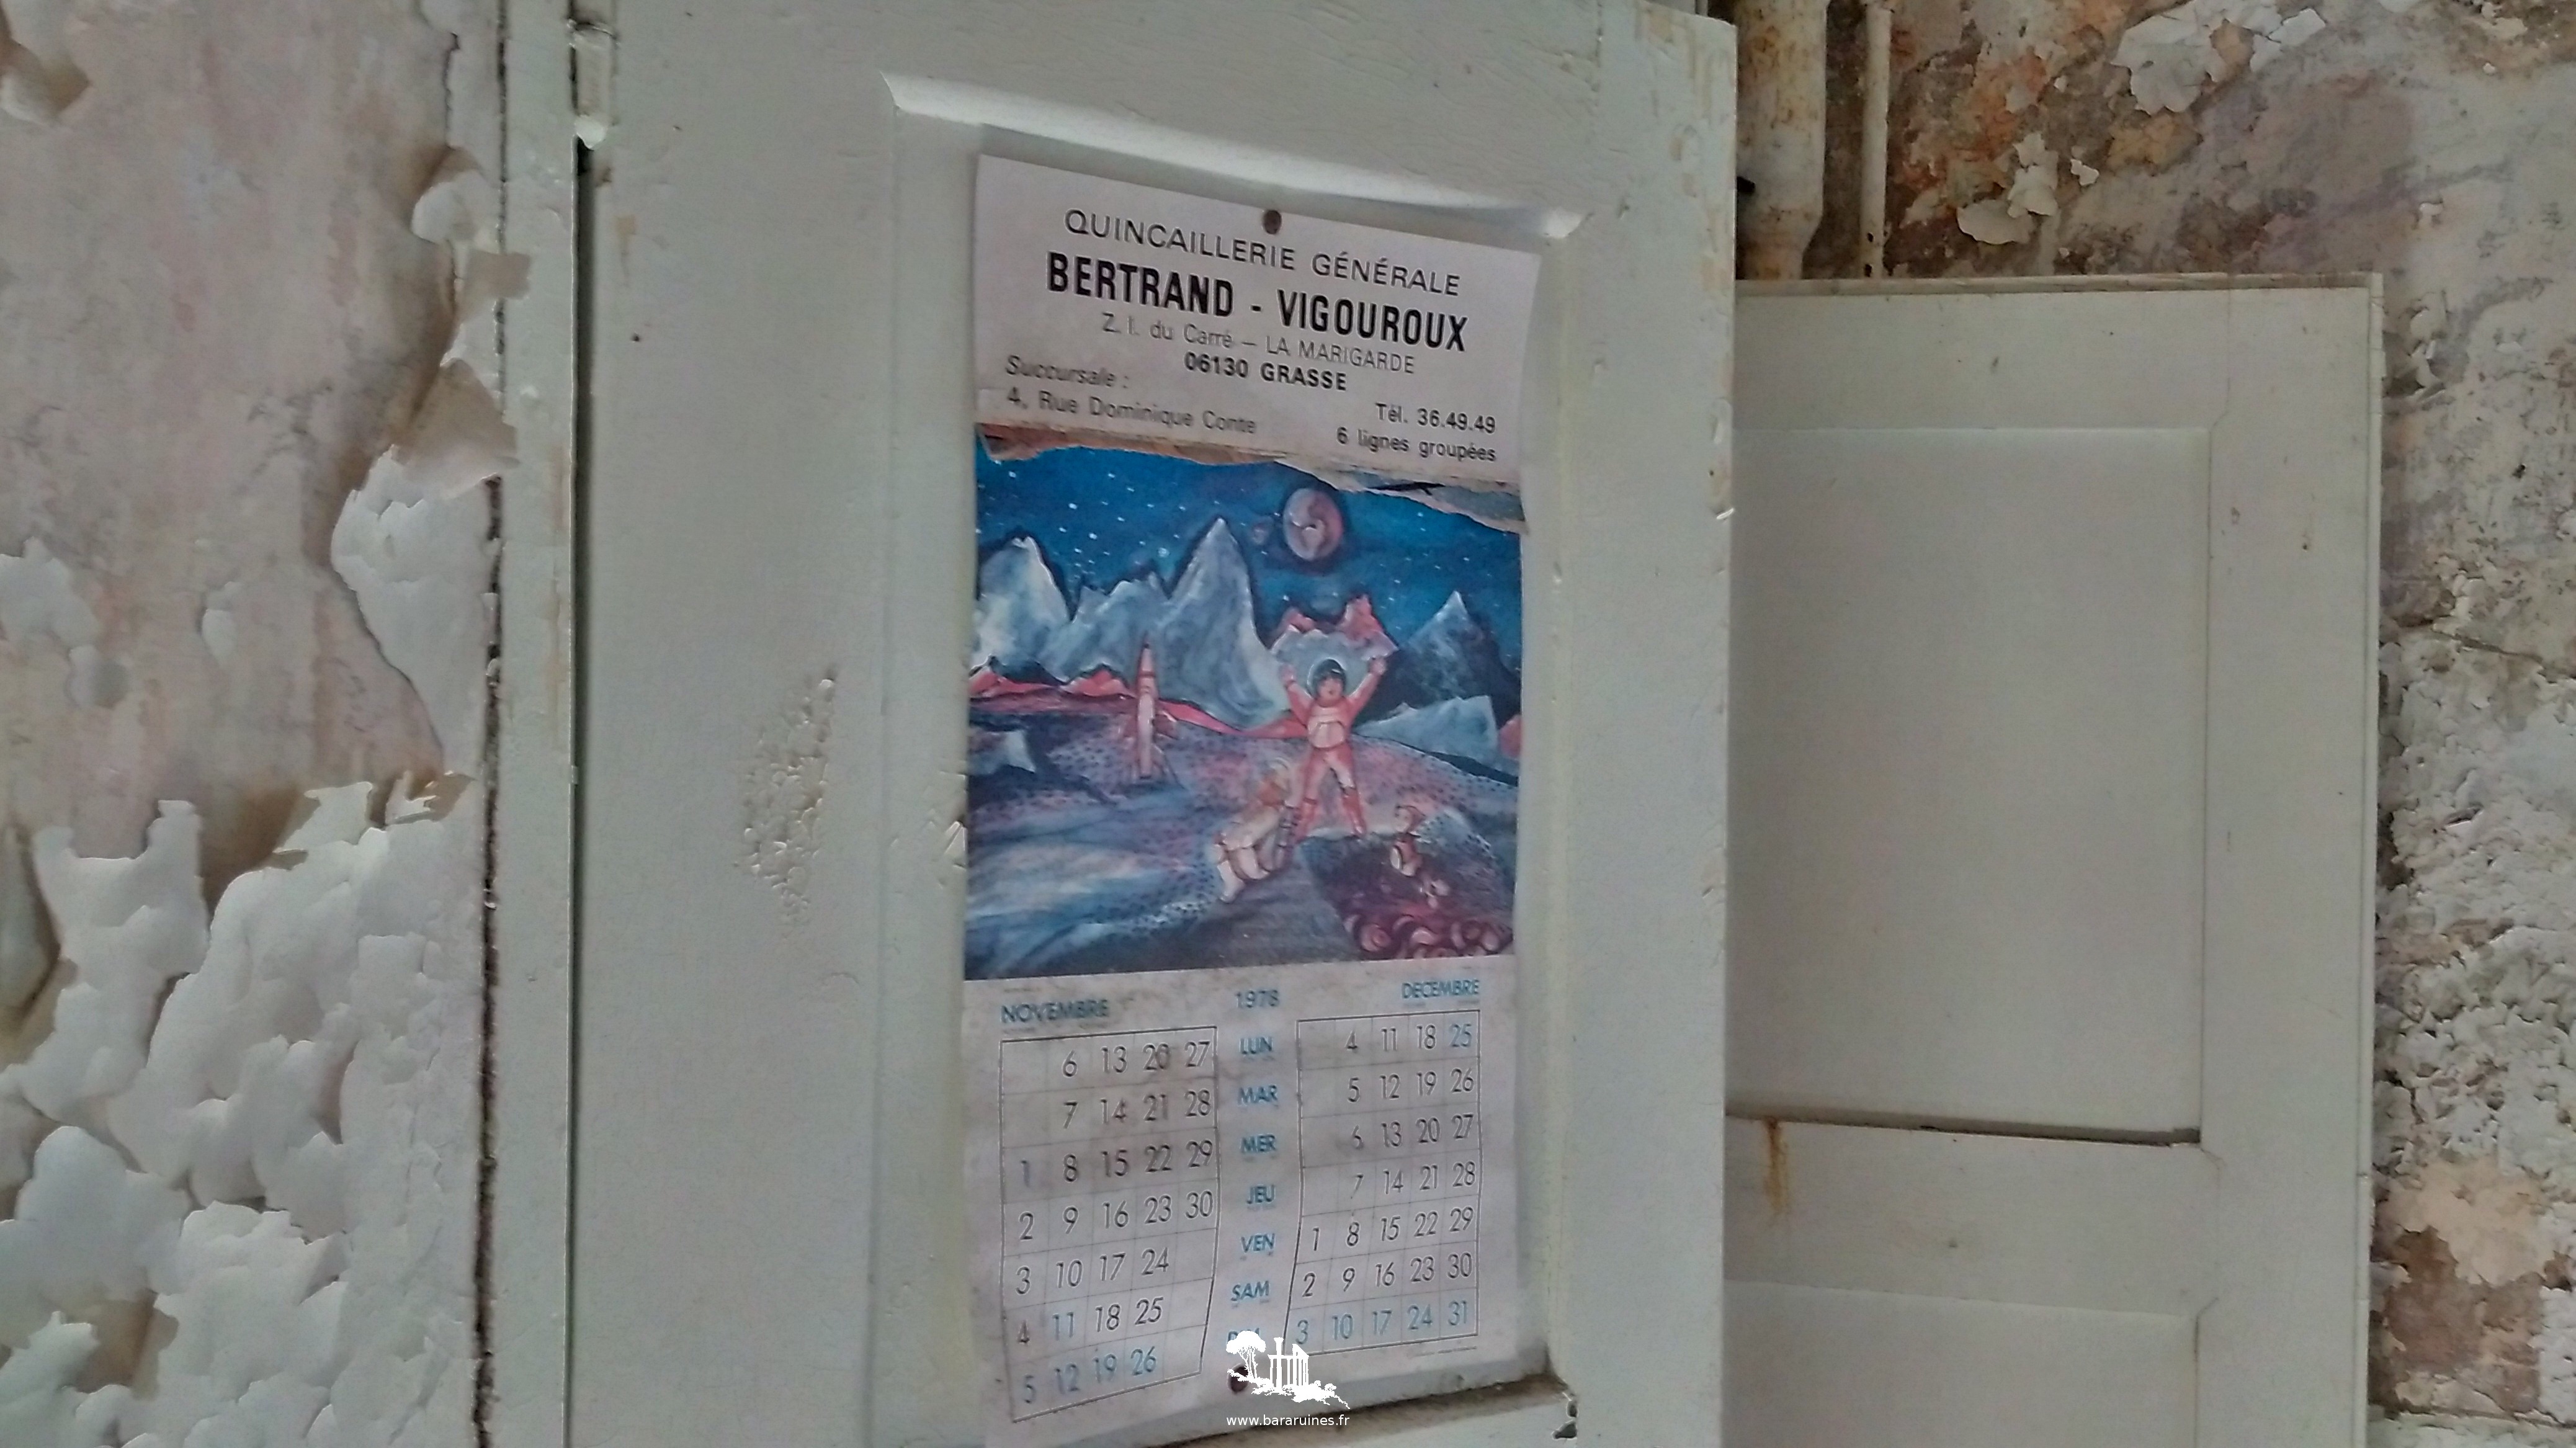 QUINCAILLERIE GÉNÉRALE
BERTRAND - VIGOUROUX
Z. I. du Carré — LA MARIGARDE
06130 GRASSE
Succursale :
4, Rue Dominique Conte
Tél. 36.49.49
6 lignes groupées
NOVEMBRE 1978 DECEMBRE
6 13 20 27 LUN 4 11 18 25
7 14 21 28 MAR 5 12 19 26
1 8 15 22 29 MER 6 13 20 27
2 9 16 23 30 JEU 7 14 21 28
3 10 17 24 VEN 1 8 15 22 29
4 11 18 25 SAM 2 9 16 23 30
5 12 19 26 3 10 17 24 31
www.bararuines.fr